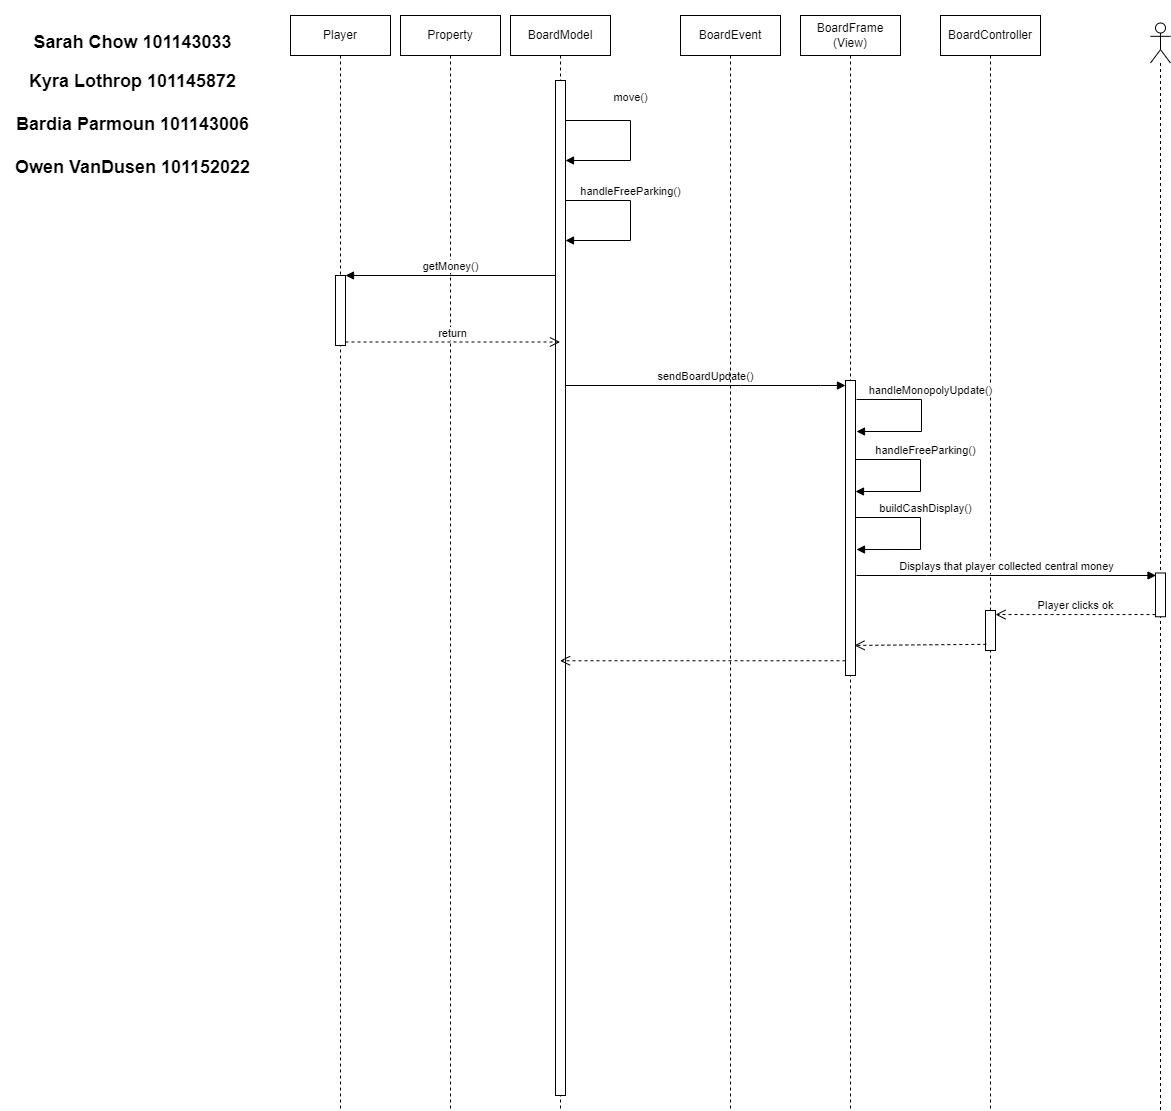 Sarah Chow 101143033
Kyra Lothrop 101145872
Bardia Parmoun 101143006
Owen VanDusen 101152022
Player
Property
BoardModel
BoardEvent
BoardFrame
(View)
BoardController
move()
handleFreeParking()
getMoney()
return
sendBoardUpdate()
handleMonopolyUpdate()
handleFreeParking()
buildCashDisplay()
Displays that player collected central money
Player clicks ok